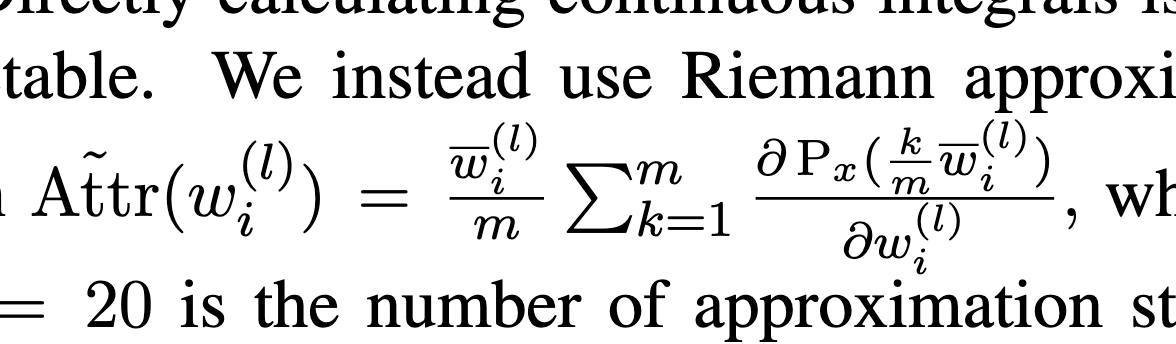 Directly calculating continuous integrals is
table. We instead use Riemann approxi
Attr̃(w_i^{(l)}) = \frac{\overline{w}_i^{(l)}}{m} \sum_{k=1}^{m} \frac{\partial P_x(\frac{k}{m}\overline{w}_i^{(l)})}{\partial w_i^{(l)}}, wh
= 20 is the number of approximation st